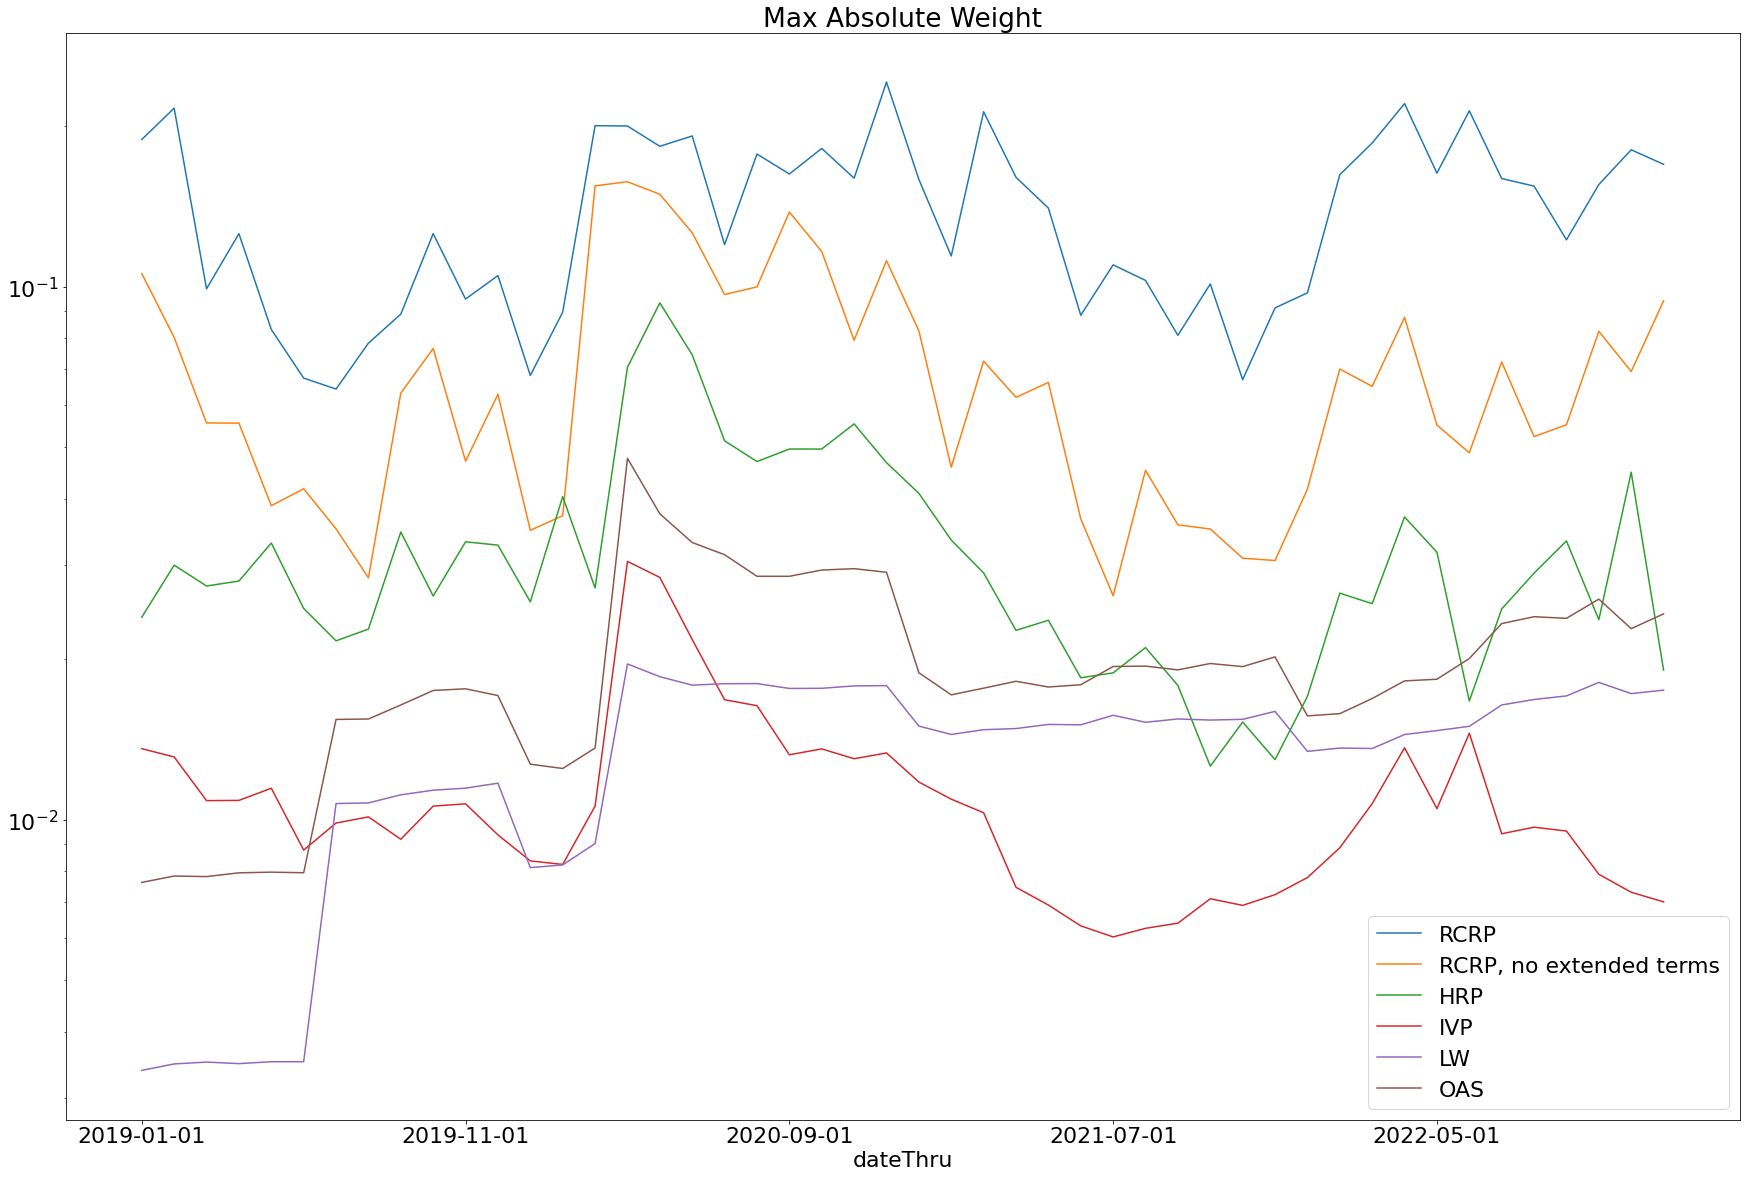 Max Absolute Weight
10⁻¹
10⁻²
2019-01-01 2019-11-01 2020-09-01 2021-07-01 2022-05-01
dateThru
RCRP
RCRP, no extended terms
HRP
IVP
LW
OAS